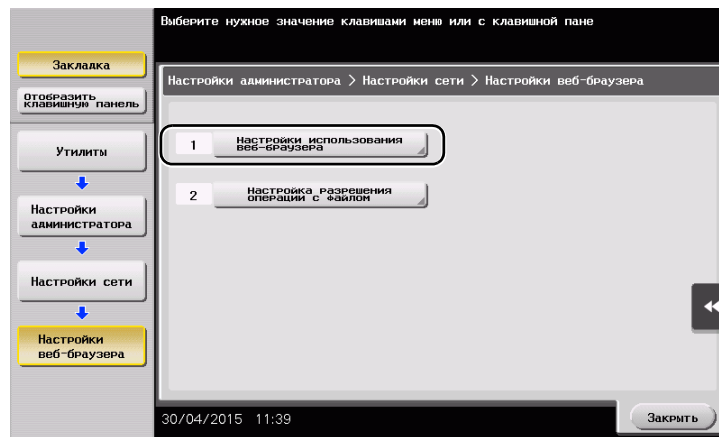 Выберите нужное значение клавишами меню или с клавишной пане
Закладка
Отобразить
клавишную панель
Настройки администратора > Настройки сети > Настройки веб-браузера
1
Настройки использования
веб-браузера
Утилиты
2
Настройка разрешения
операции с файлом
Настройки
администратора
Настройки сети
Настройки
веб-браузера
30/04/2015 11:39
Закрыть